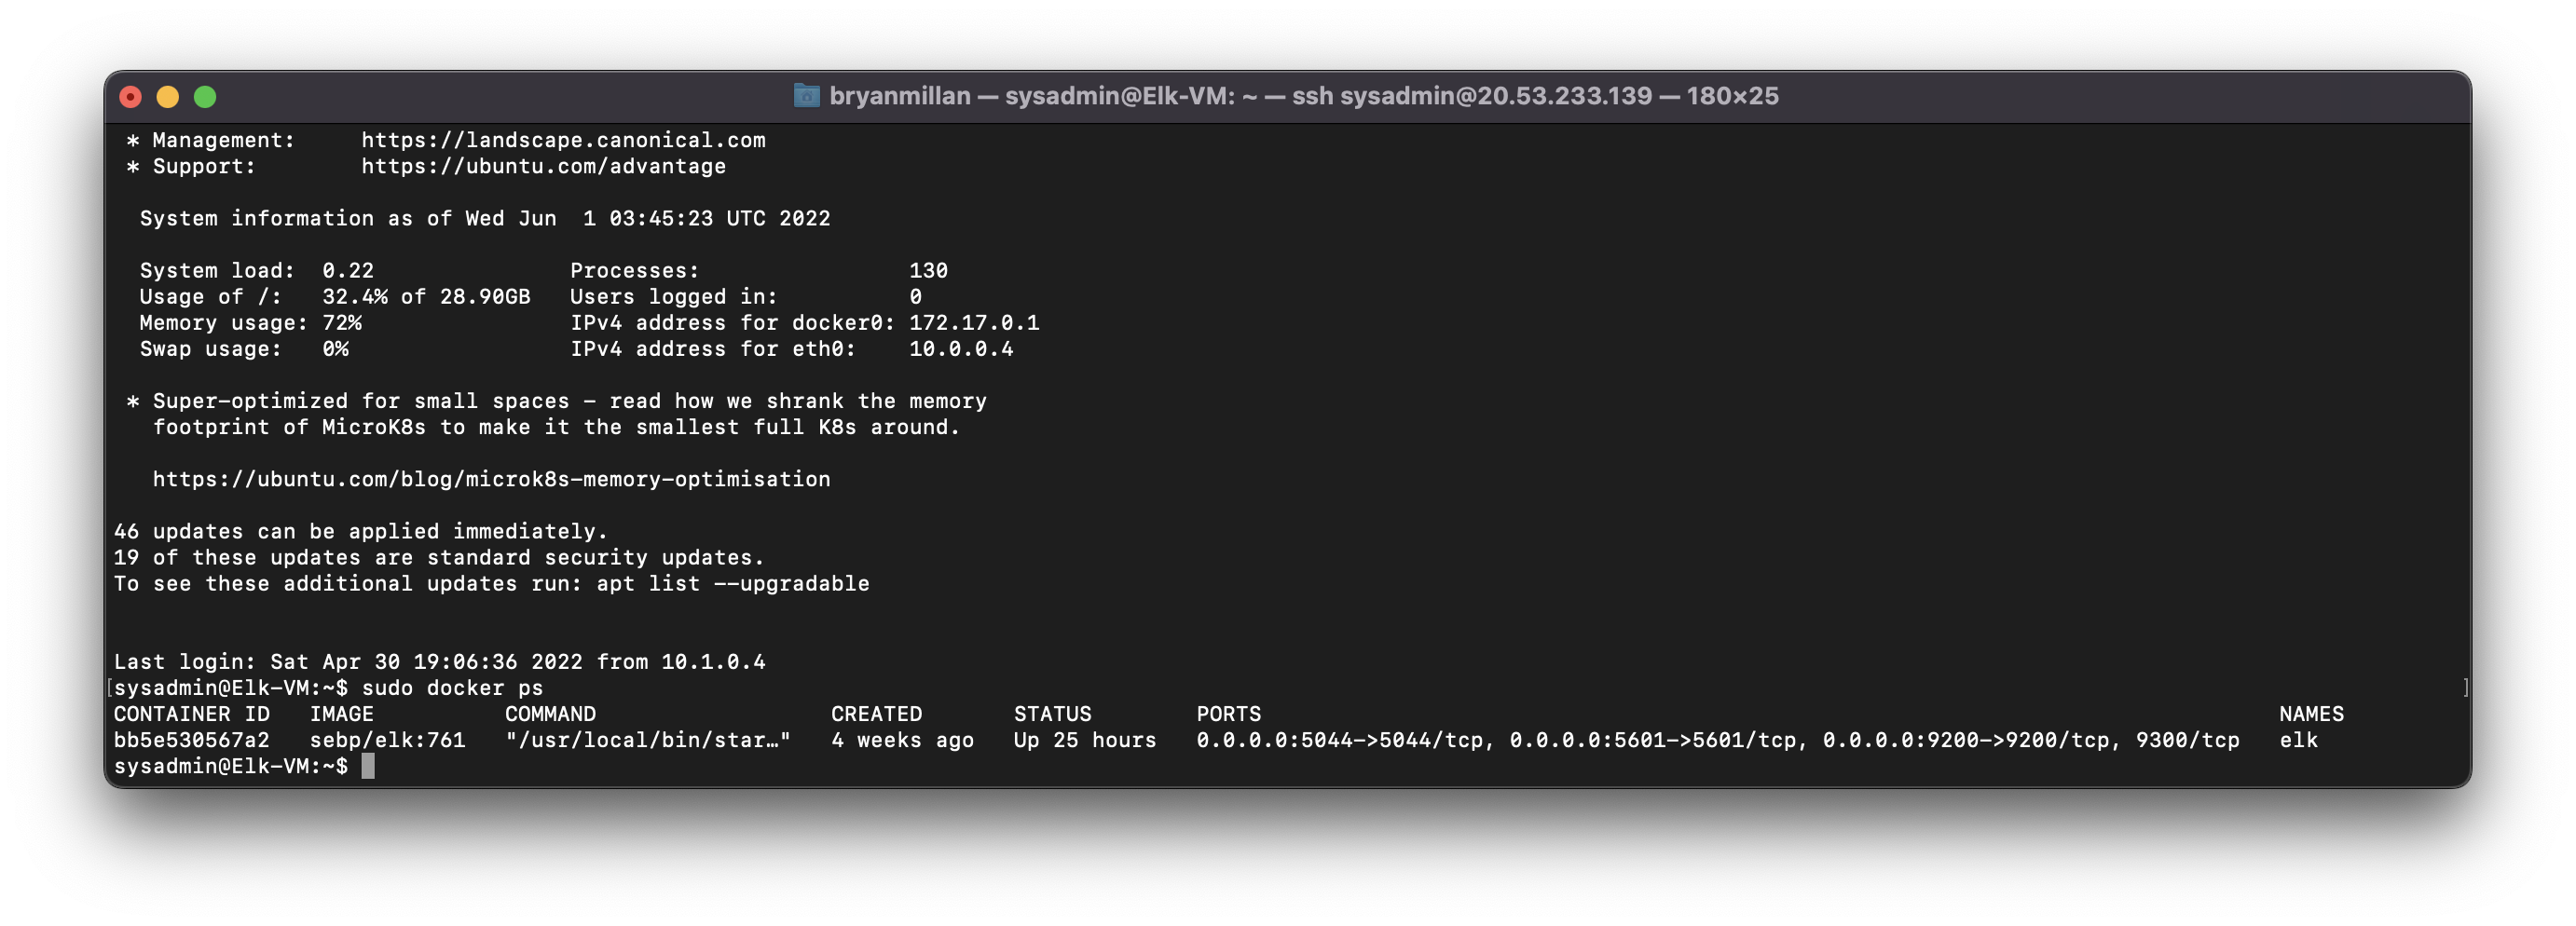 bryanmillan — sysadmin@Elk-VM: ~ — ssh sysadmin@20.53.233.139 — 180×25
 * Management:     https://landscape.canonical.com
 * Support:        https://ubuntu.com/advantage

  System information as of Wed Jun  1 03:45:23 UTC 2022

  System load:  0.22               Processes:                130
  Usage of /:   32.4% of 28.90GB   Users logged in:          0
  Memory usage: 72%                IPv4 address for docker0: 172.17.0.1
  Swap usage:   0%                 IPv4 address for eth0:    10.0.0.4

 * Super-optimized for small spaces - read how we shrank the memory
   footprint of MicroK8s to make it the smallest full K8s around.

   https://ubuntu.com/blog/microk8s-memory-optimisation

46 updates can be applied immediately.
19 of these updates are standard security updates.
To see these additional updates run: apt list --upgradable

Last login: Sat Apr 30 19:06:36 2022 from 10.1.0.4
[sysadmin@Elk-VM:~$ sudo docker ps ]
CONTAINER ID   IMAGE          COMMAND                  CREATED       STATUS        PORTS                                                                              NAMES
bb5e530567a2   sebp/elk:761   "/usr/local/bin/star…"   4 weeks ago   Up 25 hours   0.0.0.0:5044->5044/tcp, 0.0.0.0:5601->5601/tcp, 0.0.0.0:9200->9200/tcp, 9300/tcp   elk
sysadmin@Elk-VM:~$